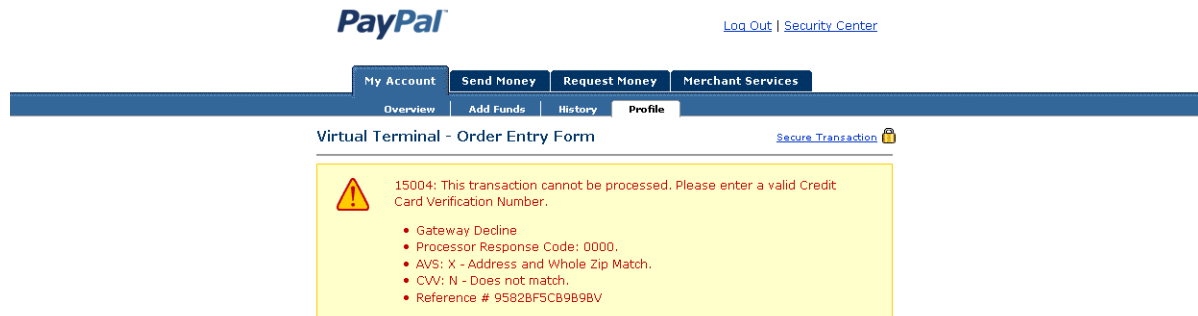 PayPal™
Log Out | Security Center
My Account Send Money Request Money Merchant Services
Overview Add Funds History Profile
Virtual Terminal - Order Entry Form Secure Transaction
15004: This transaction cannot be processed. Please enter a valid Credit
Card Verification Number.
• Gateway Decline
• Processor Response Code: 0000.
• AVS: X - Address and Whole Zip Match.
• CVV: N - Does not match.
• Reference # 9582BF5CB9B9BV